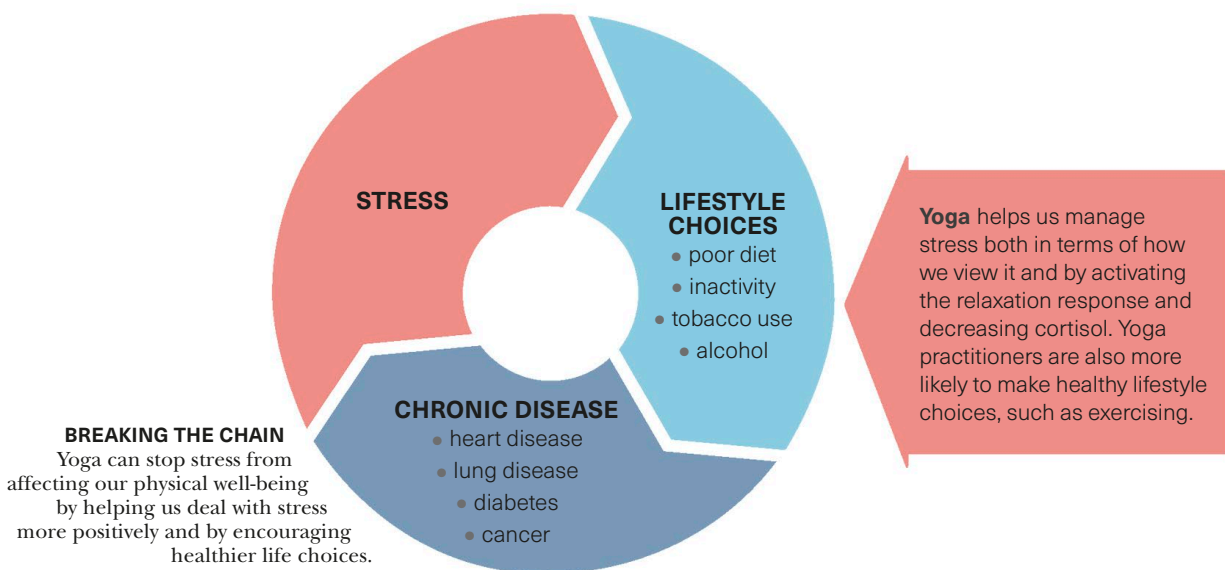 STRESS
LIFESTYLE
CHOICES
• poor diet
• inactivity
• tobacco use
• alcohol
CHRONIC DISEASE
• heart disease
• lung disease
• diabetes
• cancer
Yoga helps us manage
stress both in terms of how
we view it and by activating
the relaxation response and
decreasing cortisol. Yoga
practitioners are also more
likely to make healthy lifestyle
choices, such as exercising.
BREAKING THE CHAIN
Yoga can stop stress from
affecting our physical well-being
by helping us deal with stress
more positively and by encouraging
healthier life choices.